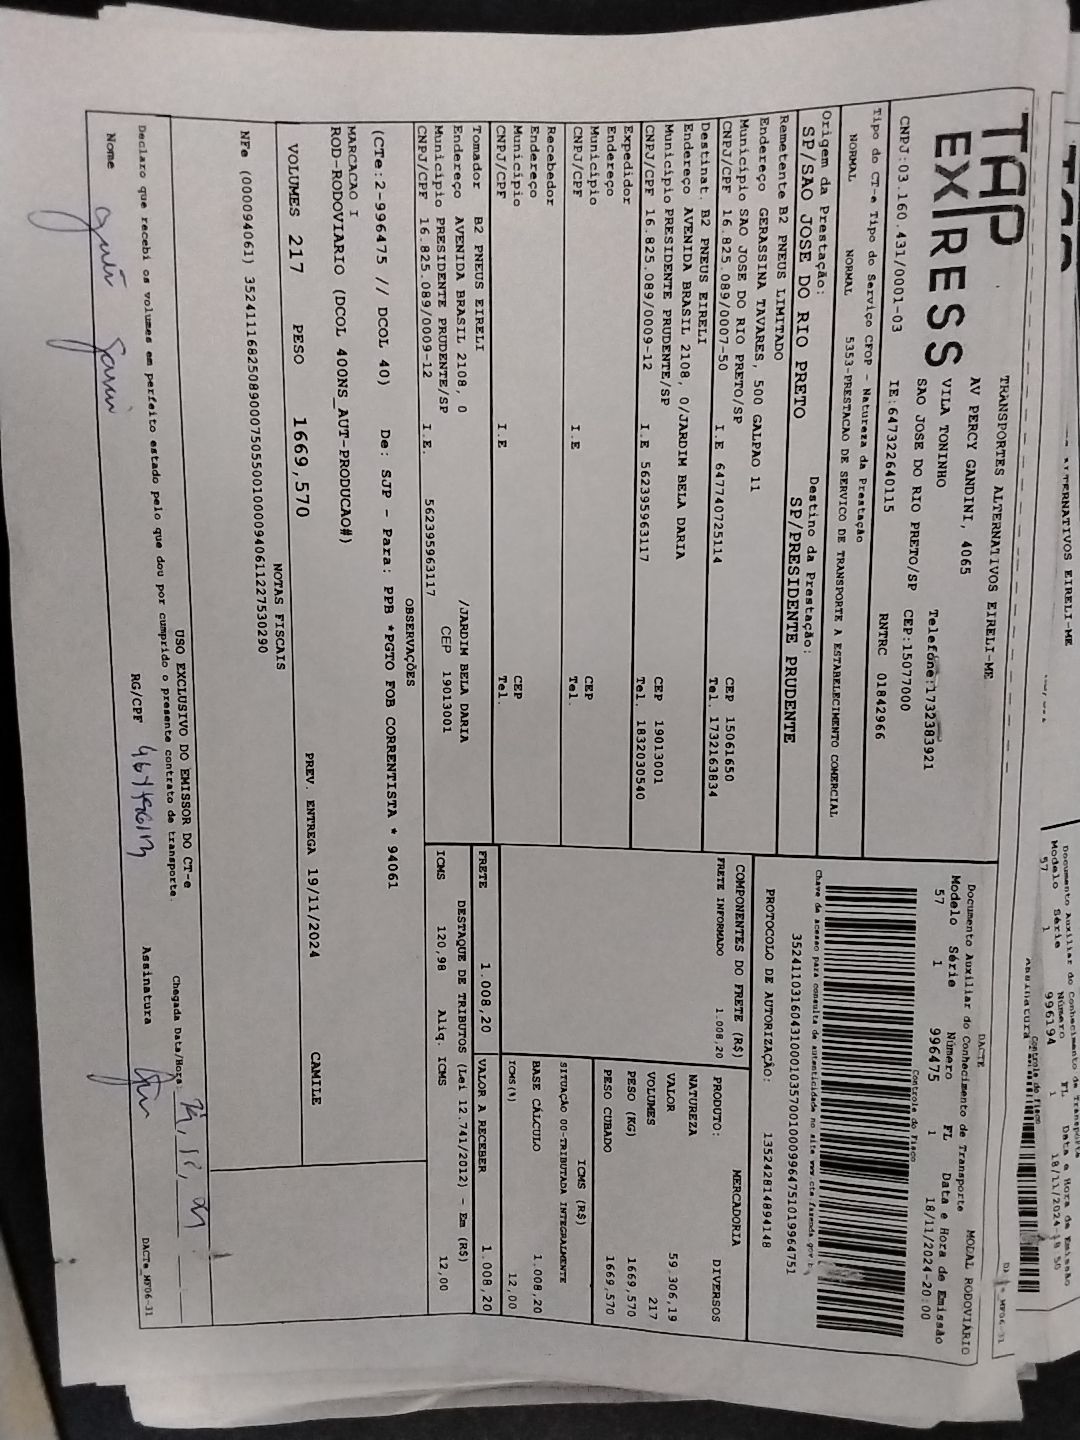 TAP
EXPRESS
TRANSPORTES ALTERNATIVOS EIRELI-ME
AV PERCY GANDINI, 4065
VILA TONINHO Telefone:1732383921
SAO JOSE DO RIO PRETO/SP CEP:15077000
CNPJ:03.160.431/0001-03 IE:647322640115 RNTRC 01842966
DACTE MODAL RODOVIÁRIO
Documento Auxiliar do Conhecimento de Transporte
Modelo Série Número FL Data e Hora de Emissão
57 1 996475 1 18/11/2024-20:00
Controle do Fisco
Tipo do CT-e Tipo do Serviço CFOP - Natureza da Prestação
NORMAL NORMAL 5353-PRESTACAO DE SERVICO DE TRANSPORTE A ESTABELECIMENTO COMERCIAL
Chave de acesso para consulta de autenticidade no site www.cte.fazenda.gov.b
35241103160431000103570010009964751019964751
PROTOCOLO DE AUTORIZAÇÃO: 135242814894148
Origem da Prestação: Destino da Prestação:
SP/SAO JOSE DO RIO PRETO SP/PRESIDENTE PRUDENTE
Remetente B2 PNEUS LIMITADO
Endereço GERASSINA TAVARES, 500 GALPAO 11
Município SAO JOSE DO RIO PRETO/SP CEP 15061650
CNPJ/CPF 16.825.089/0007-50 I.E 647740725114 Tel. 1732163834
Destinat. B2 PNEUS EIRELI
Endereço AVENIDA BRASIL 2108, 0/JARDIM BELA DARIA
Município PRESIDENTE PRUDENTE/SP CEP 19013001
CNPJ/CPF 16.825.089/0009-12 I.E 562395963117 Tel. 1832030540
Expedidor
Endereço
Município CEP
CNPJ/CPF I.E Tel.
Recebedor
Endereço
Município CEP
CNPJ/CPF I.E Tel.
Tomador B2 PNEUS EIRELI
Endereço AVENIDA BRASIL 2108, 0 /JARDIM BELA DARIA
Município PRESIDENTE PRUDENTE/SP CEP 19013001
CNPJ/CPF 16.825.089/0009-12 I.E. 562395963117
COMPONENTES DO FRETE (R$)
FRETE INFORMADO 1.008,20
MERCADORIA
PRODUTO: DIVERSOS
NATUREZA
VALOR 59.306,19
VOLUMES 217
PESO (KG) 1669,570
PESO CUBADO 1669,570
ICMS (R$)
SITUAÇÃO 00-TRIBUTADA INTEGRALMENTE
BASE CÁLCULO 1.008,20
ICMS(%) 12,00
FRETE 1.008,20 VALOR A RECEBER 1.008,20
DESTAQUE DE TRIBUTOS (Lei 12.741/2012) - Em (R$)
ICMS 120,98 Aliq. ICMS 12,00
OBSERVAÇÕES
(CTe:2-996475 // DCOL 40) De: SJP - Para: PPB *PGTO FOB CORRENTISTA * 94061
MARCACAO I
ROD-RODOVIARIO (DCOL 400NS_AUT-PRODUCAO#)
VOLUMES 217 PESO 1669,570 PREV. ENTREGA 19/11/2024 CAMILE
NOTAS FISCAIS
NFe (000094061) 35241116825089000750550010000940611227530290
USO EXCLUSIVO DO EMISSOR DO CT-e
Declaro que recebi os volumes em perfeito estado pelo que dou por cumprido o presente contrato de transporte. Chegada Data/Hora:
Nome RG/CPF Assinatura
DACTe_MF06-31